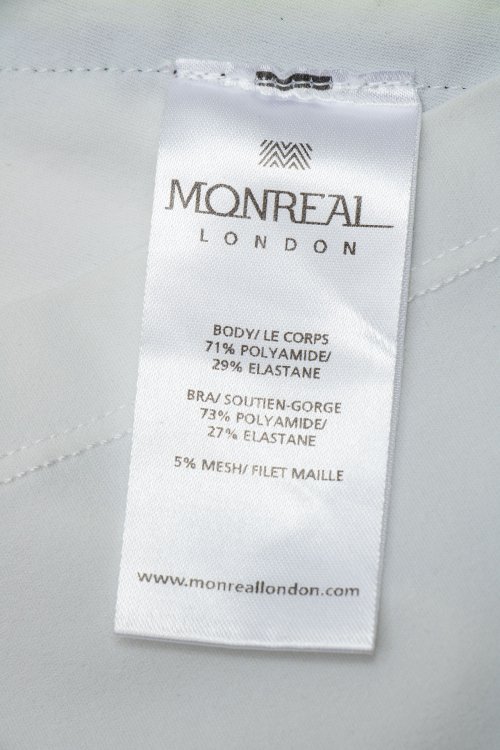 MONREAL
LONDON
BODY/ LE CORPS
71% POLYAMIDE/
29% ELASTANE
BRA/ SOUTIEN-GORGE
73% POLYAMIDE/
27% ELASTANE
5% MESH/ FILET MAILLE
www.monreallondon.com